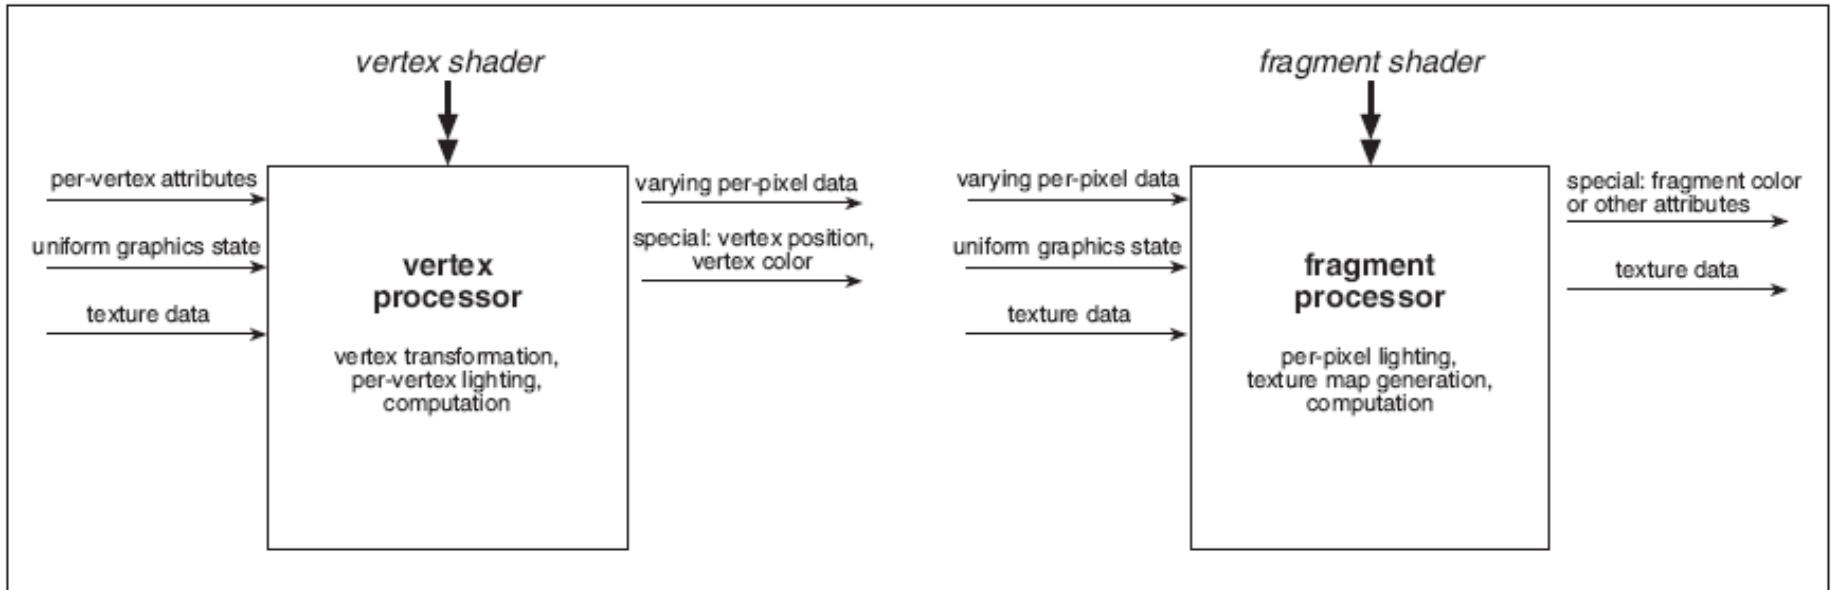 vertex shader
per-vertex attributes
uniform graphics state
texture data
vertex
processor
vertex transformation,
per-vertex lighting,
computation
varying per-pixel data
special: vertex position,
vertex color
fragment shader
varying per-pixel data
uniform graphics state
texture data
fragment
processor
per-pixel lighting,
texture map generation,
computation
special: fragment color
or other attributes
texture data